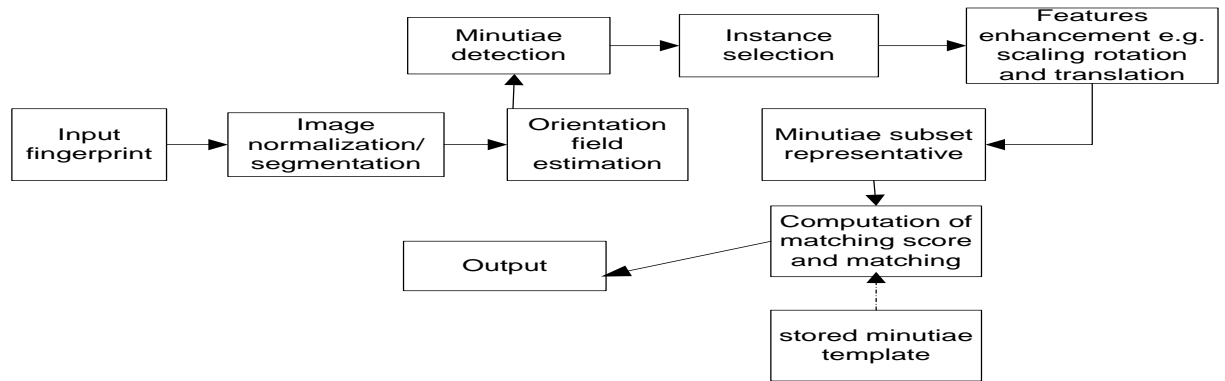 Input
fingerprint
Image
normalization/
segmentation
Orientation
field
estimation
Minutiae
detection
Instance
selection
Features
enhancement e.g.
scaling rotation
and translation
Minutiae subset
representative
Computation of
matching score
and matching
stored minutiae
template
Output